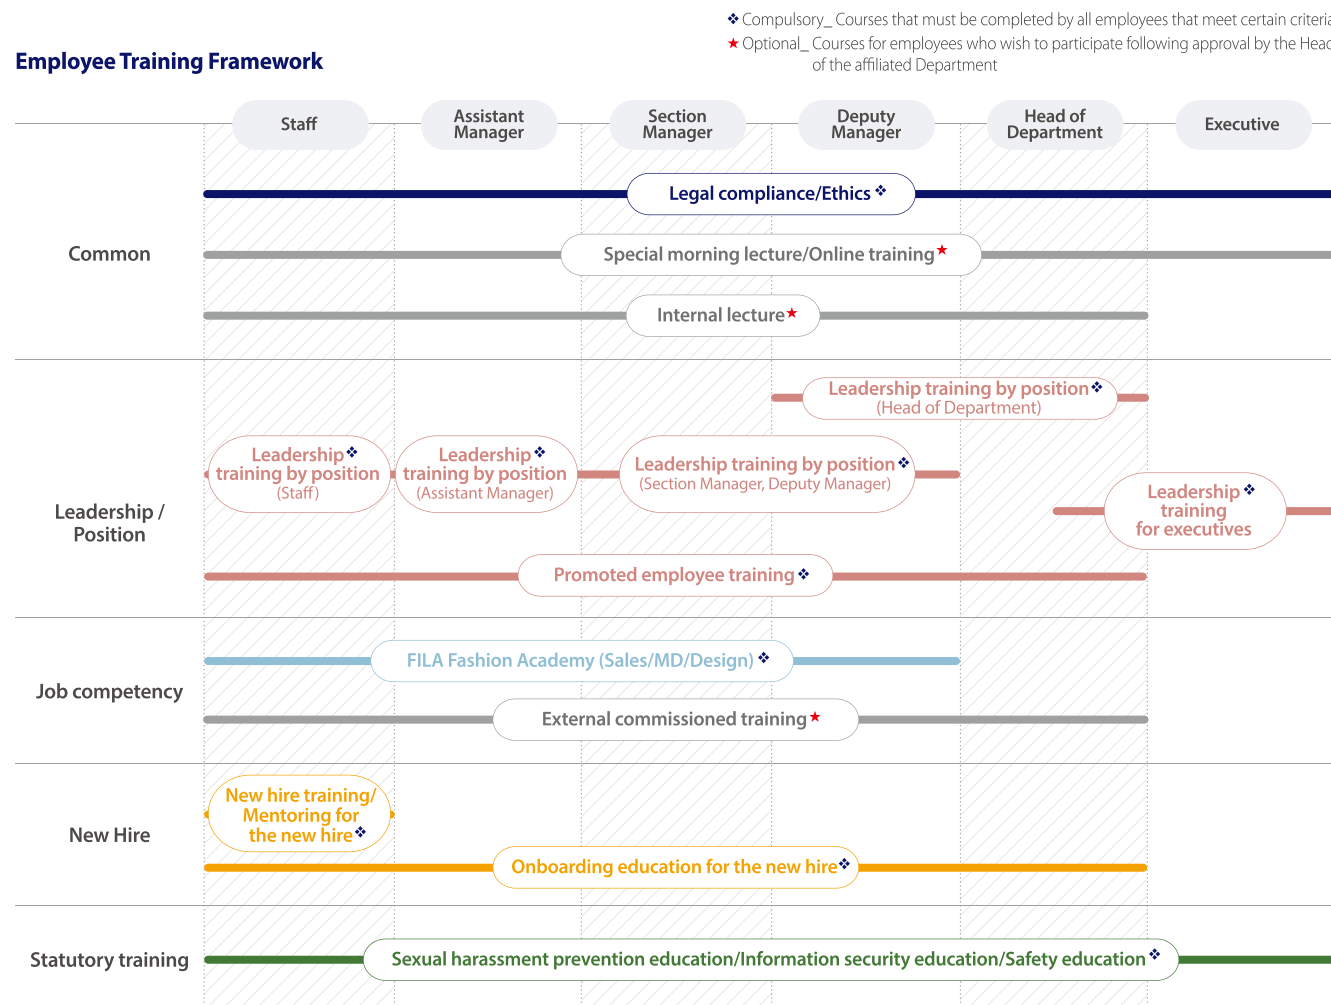 ❖ Compulsory_ Courses that must be completed by all employees that meet certain criteria
★ Optional_ Courses for employees who wish to participate following approval by the Head
of the affiliated Department
Employee Training Framework
Staff
Assistant
Manager
Section
Manager
Deputy
Manager
Head of
Department
Executive
Common
Legal compliance/Ethics ❖
Special morning lecture/Online training★
Internal lecture★
Leadership /
Position
Leadership training by position❖
(Head of Department)
Leadership❖
training by position
(Staff)
Leadership❖
training by position
(Assistant Manager)
Leadership training by position❖
(Section Manager, Deputy Manager)
Leadership❖
training
for executives
Promoted employee training❖
Job competency
FILA Fashion Academy (Sales/MD/Design) ❖
External commissioned training★
New Hire
New hire training/
Mentoring for
the new hire❖
Onboarding education for the new hire❖
Statutory training
Sexual harassment prevention education/Information security education/Safety education❖